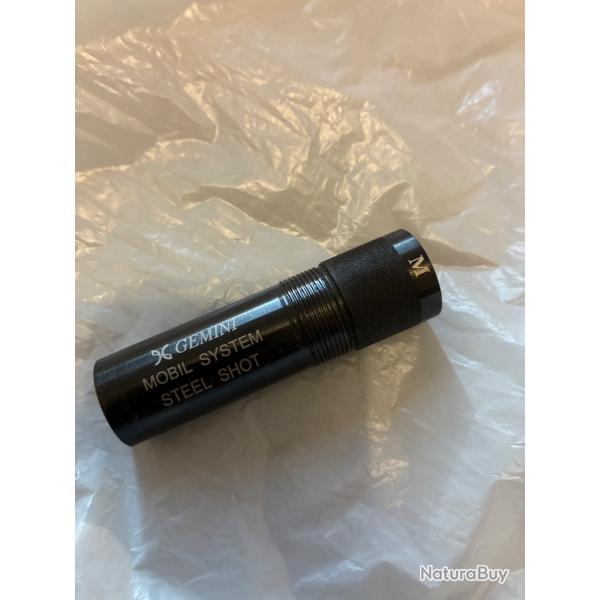 GEMINI
MOBIL SYSTEM
STEEL SHOT
M
NaturaBuy